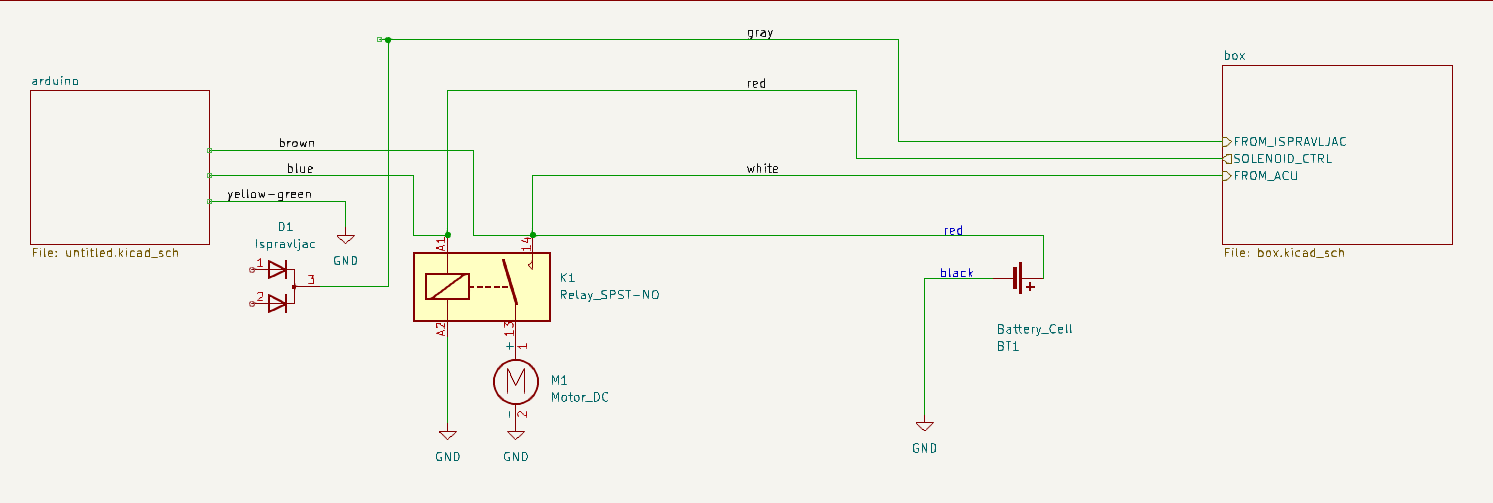 gray
box
arduino
red
brown
FROM_ISPRAVLJAC
SOLENOID_CTRL
blue
white
FROM_ACU
yellow-green
D1
Ispravljac
red
File: untitled.kicad_sch
GND
A1
14
File: box.kicad_sch
1
3
2
K1
Relay_SPST-NO
black
+
A2
13
+
1
Battery_Cell
BT1
M
M1
Motor_DC
-
2
GND
GND
GND